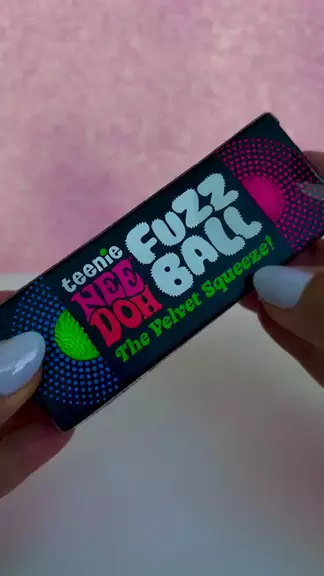 teenie
NEE
DOH
FUZZ
BALL
The Velvet Squeeze!